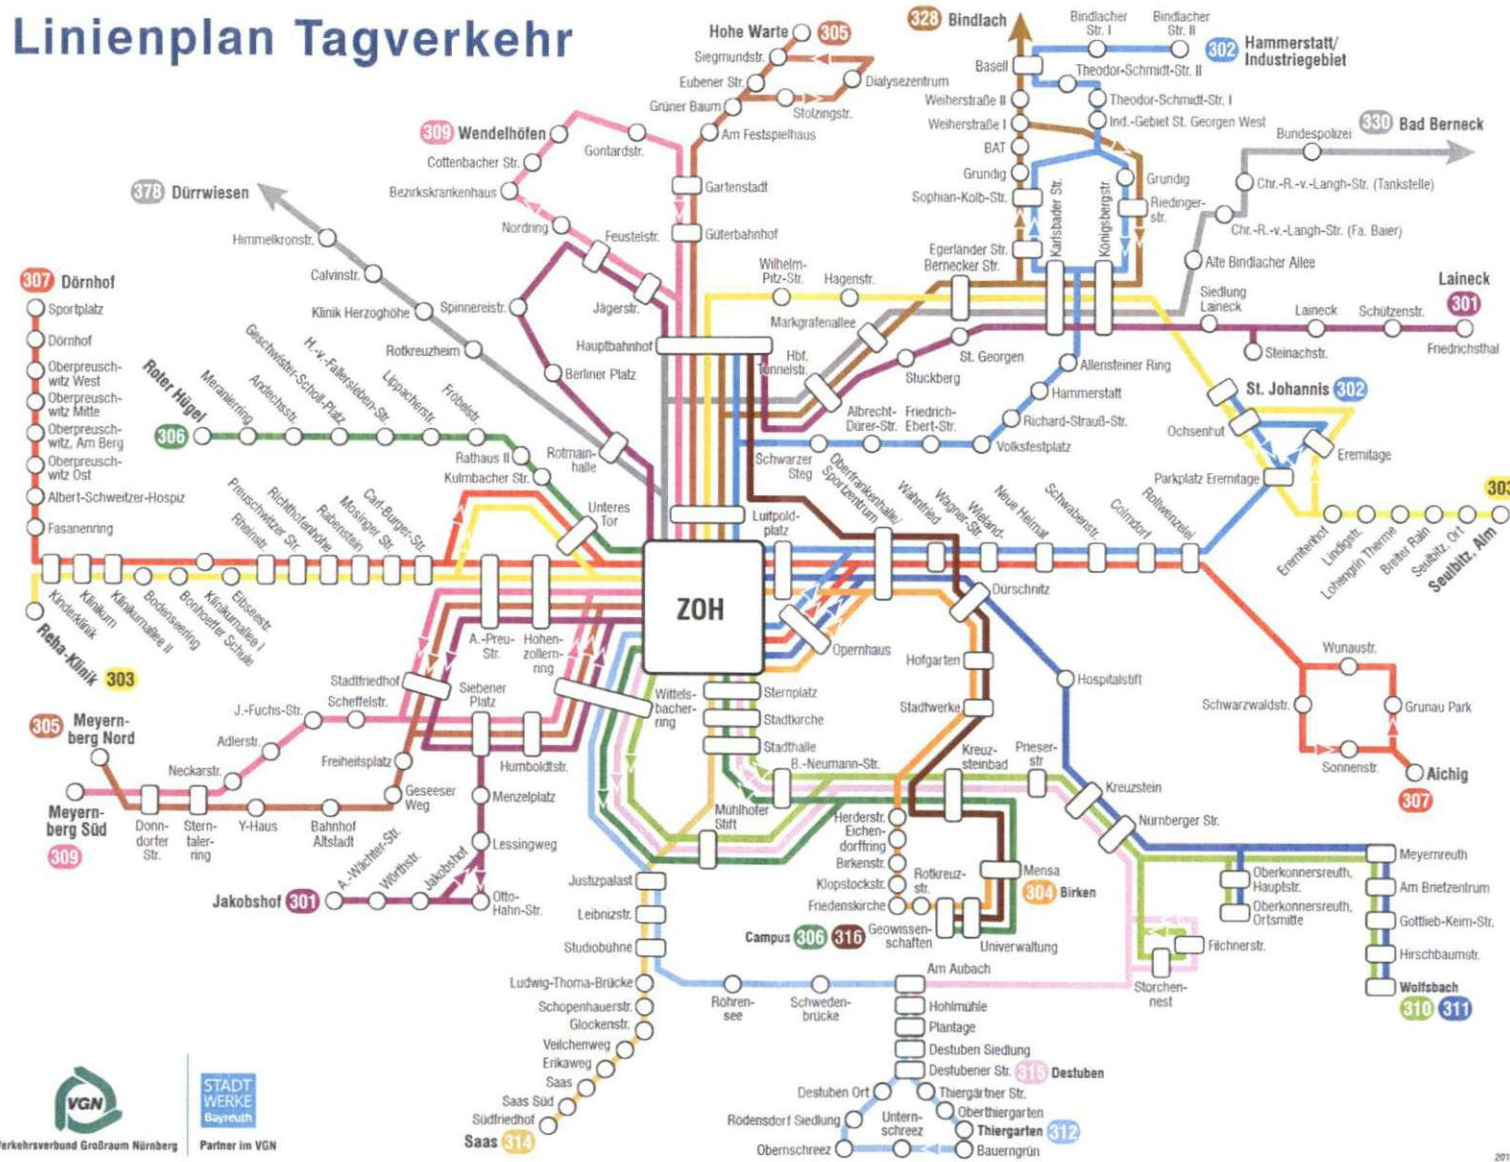 Linienplan Tagverkehr
Hohe Warte 305
Siegmundstr.
Eubener Str.
Dialysezentrum
Grüner Baum
Stolzingstr.
Am Festspielhaus
328 Bindlach
Bindlacher
Str. I
Bindlacher
Str. II
302 Hammerstatt/
Industriegebiet
Basell
Theodor-Schmidt-Str. II
Weiherstraße II
Theodor-Schmidt-Str. I
Weiherstraße I
Ind.-Gebiet St. Georgen West
BAT
Grundig
Grundig
Sophian-Kolb-Str.
Karlsbader Str.
Königsbergstr.
Riedinger-
str.
Egerländer Str.
Bernecker Str.
330 Bad Berneck
Bundespolizei
Chr.-R.-v.-Langh-Str. (Tankstelle)
Chr.-R.-v.-Langh-Str. (Fa. Baier)
Alte Bindlacher Allee
309 Wendelhöfen
Gontardstr.
Cottenbacher Str.
Bezirkskrankenhaus
Nordring
Feustelstr.
Gartenstadt
Güterbahnhof
Jägerstr.
378 Dürrwiesen
Himmelkronstr.
Calvinstr.
Klinik Herzoghöhe
Rotkreuzheim
Spinnereistr.
Berliner Platz
Rotmain-
halle
Hauptbahnhof
Wilhelm-
Pitz-Str.
Hagenstr.
Markgrafenallee
Hbf.
Tunnelstr.
Stuckberg
St. Georgen
Siedlung
Laineck
Laineck
Schützenstr.
Laineck
301
Friedrichsthal
Steinachstr.
Allensteiner Ring
Hammerstatt
Richard-Strauß-Str.
Volksfestplatz
Friedrich-
Ebert-Str.
Albrecht-
Dürer-Str.
Schwarzer
Steg
St. Johannis 302
Ochsenhut
Eremitage
Parkplatz Eremitage
303
Eremitenhof
Lindigstr.
Lohengrin Therme
Breiter Rain
Seulbitz, Ort
Seulbitz, Alm
307 Dörnhof
Sportplatz
Dörnhof
Oberpreusch-
witz West
Oberpreusch-
witz Mitte
Oberpreusch-
witz, Am Berg
Oberpreusch-
witz Ost
Albert-Schweitzer-Hospiz
Fasanenring
Roter Hügel
306
Meranierring
Andechsstr.
Geschwister-Scholl-Platz
H.-v.-Fallersleben-Str.
Lippacherstr.
Fröbelstr.
Rathaus II
Kulmbacher Str.
Unteres
Tor
Rheinstr.
Preuschwitzer Str.
Richthofenhöhe
Rabenstein
Mosinger Str.
Carl-Burger-Str.
Kinderklinik
Klinikum
Klinikumallee II
Bodenseering
Bonhoeffer Schule
Klinikumallee I
Elbseestr.
Reha-Klinik 303
Luitpold-
platz
Oberfrankenhalle/
Sportzentrum
Wahnfried
Wagner-Str.
Wieland-
Neue Heimat
Schwabenstr.
Colmdorf
Rollwenzelei
ZOH
A.-Preu-
Str.
Hohen-
zollern-
ring
Wittels-
bacher-
ring
Sternplatz
Stadtkirche
Stadthalle
Opernhaus
Dürschnitz
Hofgarten
Stadtwerke
Hospitalstift
Wunaustr.
Schwarzwaldstr.
Grunau Park
Sonnenstr.
Aichig
307
305 Meyern-
berg Nord
Meyern-
berg Süd
309
Stadtfriedhof
Scheffelstr.
J.-Fuchs-Str.
Adlerstr.
Neckarstr.
Donn-
dorfer
Str.
Stern-
taler-
ring
Y-Haus
Bahnhof
Altstadt
Geseeser
Weg
Freiheitsplatz
Siebener
Platz
Humboldtstr.
Menzelplatz
Lessingweg
Otto-
Hahn-Str.
Jakobshof
Wörthstr.
A.-Wächter-Str.
Jakobshof 301
B.-Neumann-Str.
Kreuz-
steinbad
Prieser-
str
Kreuzstein
Nürnberger Str.
Mühlhofer
Stift
Herderstr.
Eichen-
dorffring
Birkenstr.
Klopstockstr.
Friedenskirche
Rotkreuz-
str.
Mensa
304 Birken
Geowissen-
schaften
Univerwaltung
Campus 306 316
Meyernreuth
Am Briefzentrum
Gottlieb-Keim-Str.
Hirschbaumstr.
Wolfsbach
310 311
Oberkonnersreuth,
Hauptstr.
Oberkonnersreuth,
Ortsmitte
Filchnerstr.
Storchen-
nest
Justizpalast
Leibnizstr.
Studiobühne
Ludwig-Thoma-Brücke
Schopenhauerstr.
Glockenstr.
Veilchenweg
Erikaweg
Saas
Saas Süd
Südfriedhof
Saas 314
Röhren-
see
Schweden-
brücke
Am Aubach
Hohlmühle
Plantage
Destuben Siedlung
Destubener Str. 315 Destuben
Destuben Ort
Thiergärtner Str.
Rödensdorf Siedlung
Oberthiergarten
Untern-
schreez
Thiergarten 312
Obernschreez
Bauerngrün
VGN
Verkehrsverbund Großraum Nürnberg
STADT
WERKE
Bayreuth
Partner im VGN